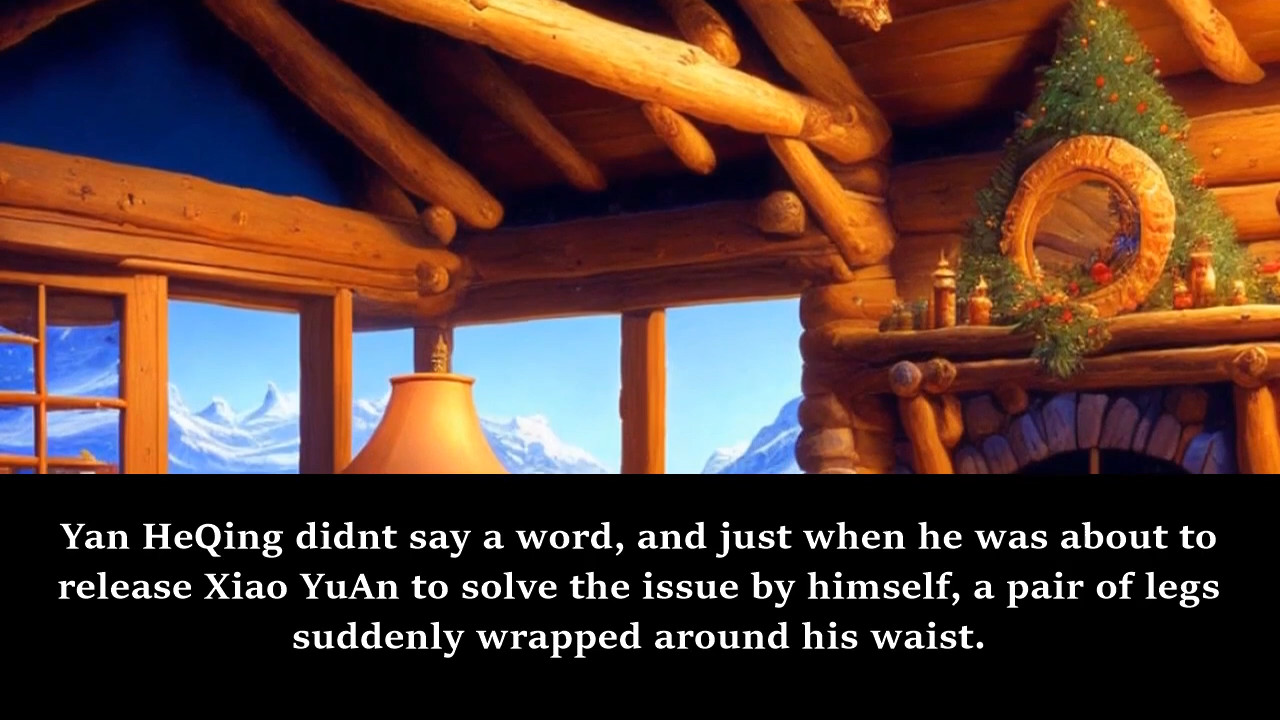 Yan HeQing didnt say a word, and just when he was about to
release Xiao YuAn to solve the issue by himself, a pair of legs
suddenly wrapped around his waist.